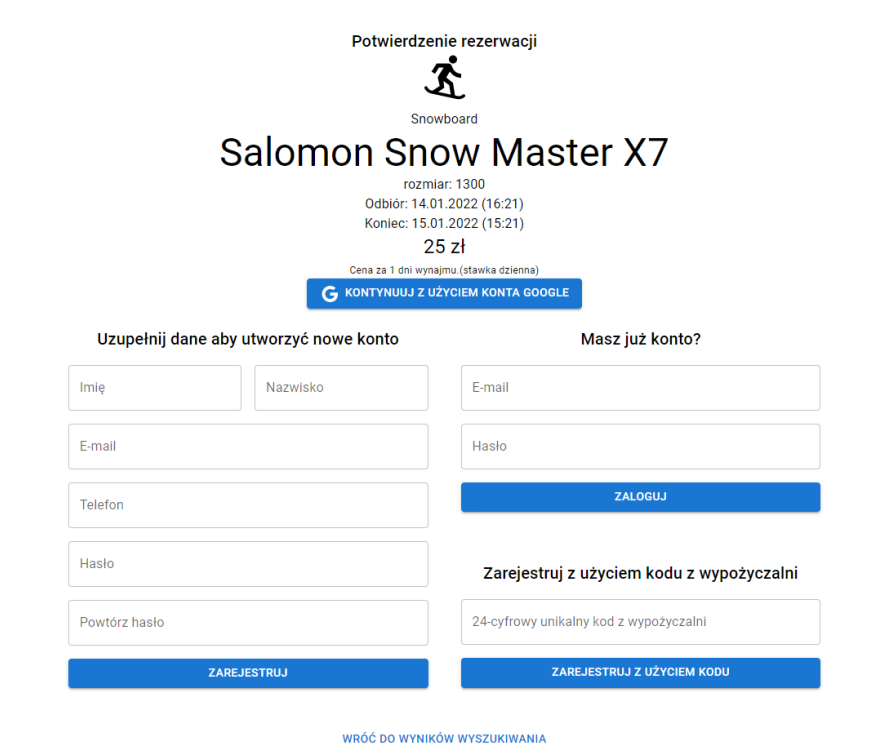 Potwierdzenie rezerwacji
Snowboard
Salomon Snow Master X7
rozmiar: 1300
Odbiór: 14.01.2022 (16:21)
Koniec: 15.01.2022 (15:21)
25 zł
Cena za 1 dni wynajmu.(stawka dzienna)
KONTYNUUJ Z UŻYCIEM KONTA GOOGLE
Uzupełnij dane aby utworzyć nowe konto
Imię
Nazwisko
E-mail
Telefon
Hasło
Powtórz hasło
ZAREJESTRUJ
Masz już konto?
E-mail
Hasło
ZALOGUJ
Zarejestruj z użyciem kodu z wypożyczalni
24-cyfrowy unikalny kod z wypożyczalni
ZAREJESTRUJ Z UŻYCIEM KODU
WRÓĆ DO WYNIKÓW WYSZUKIWANIA